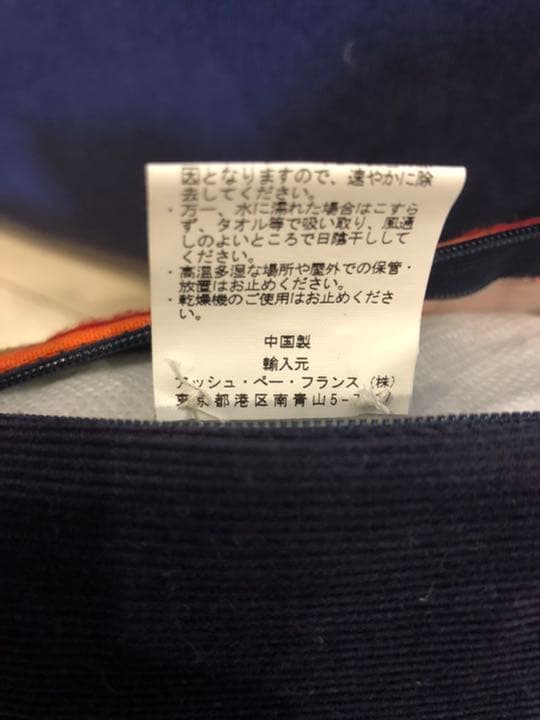 因となりますので、速やかに除
去してください。
・万一、水に濡れた場合はこすら
ず、タオル等で吸い取り、風通
しのよいところで日陰干しして
ください。
・高温多湿な場所や屋外での保管・
放置はお止めください。
・乾燥機のご使用はお止めくださ
い。
中国製
輸入元
アッシュ・ペー・フランス（株）
東京都港区南青山5-